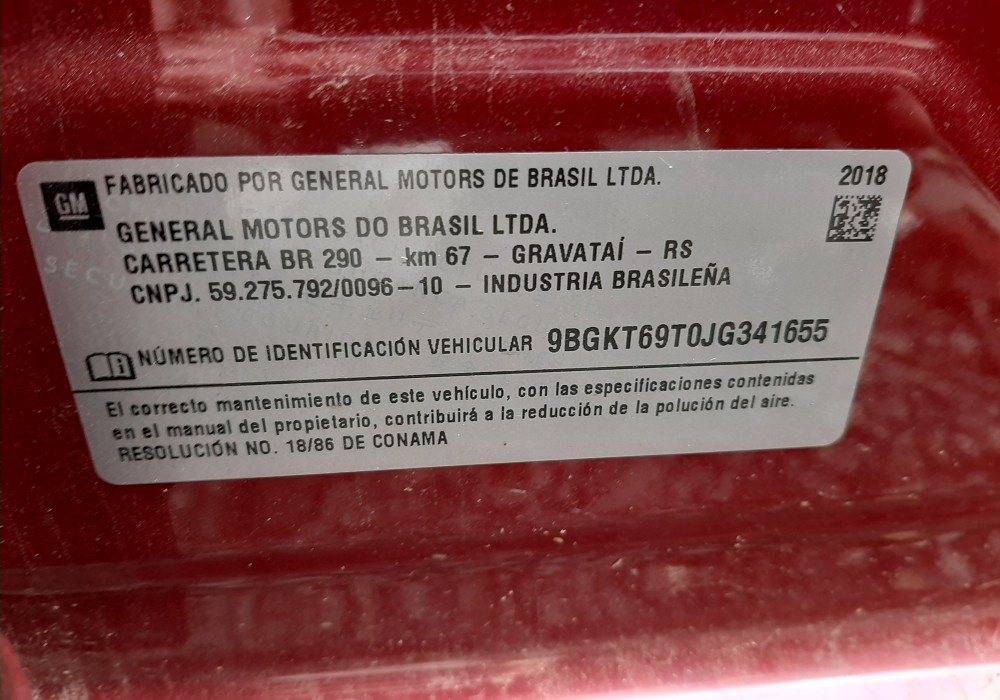 GM
FABRICADO POR GENERAL MOTORS DE BRASIL LTDA.
2018
GENERAL MOTORS DO BRASIL LTDA.
CARRETERA BR 290 – km 67 – GRAVATAÍ – RS
CNPJ. 59.275.792/0096–10 – INDUSTRIA BRASILEÑA
NÚMERO DE IDENTIFICACIÓN VEHICULAR 9BGKT69T0JG341655
El correcto mantenimiento de este vehículo, con las especificaciones contenidas
en el manual del propietario, contribuirá a la reducción de la polución del aire.
RESOLUCIÓN NO. 18/86 DE CONAMA